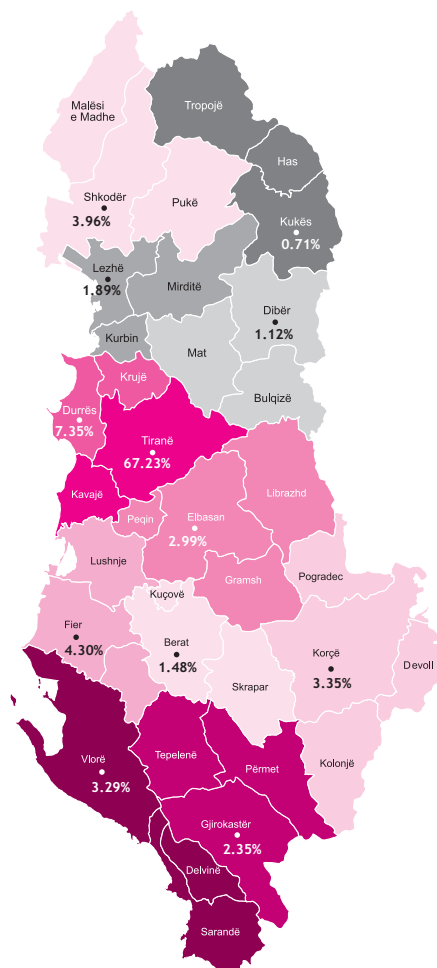 Tropojë
Malësi
e Madhe
Has
Shkodër
3.96%
Pukë
Kukës
0.71%
Lezhë
1.89%
Mirditë
Dibër
1.12%
Kurbin
Mat
Krujë
Bulqizë
Durrës
7.35%
Tiranë
67.23%
Kavajë
Librazhd
Peqin
Elbasan
2.99%
Lushnje
Gramsh
Pogradec
Kuçovë
Fier
4.30%
Berat
1.48%
Korçë
3.35%
Devoll
Skrapar
Vlorë
3.29%
Tepelenë
Përmet
Kolonjë
Gjirokastër
2.35%
Delvinë
Sarandë